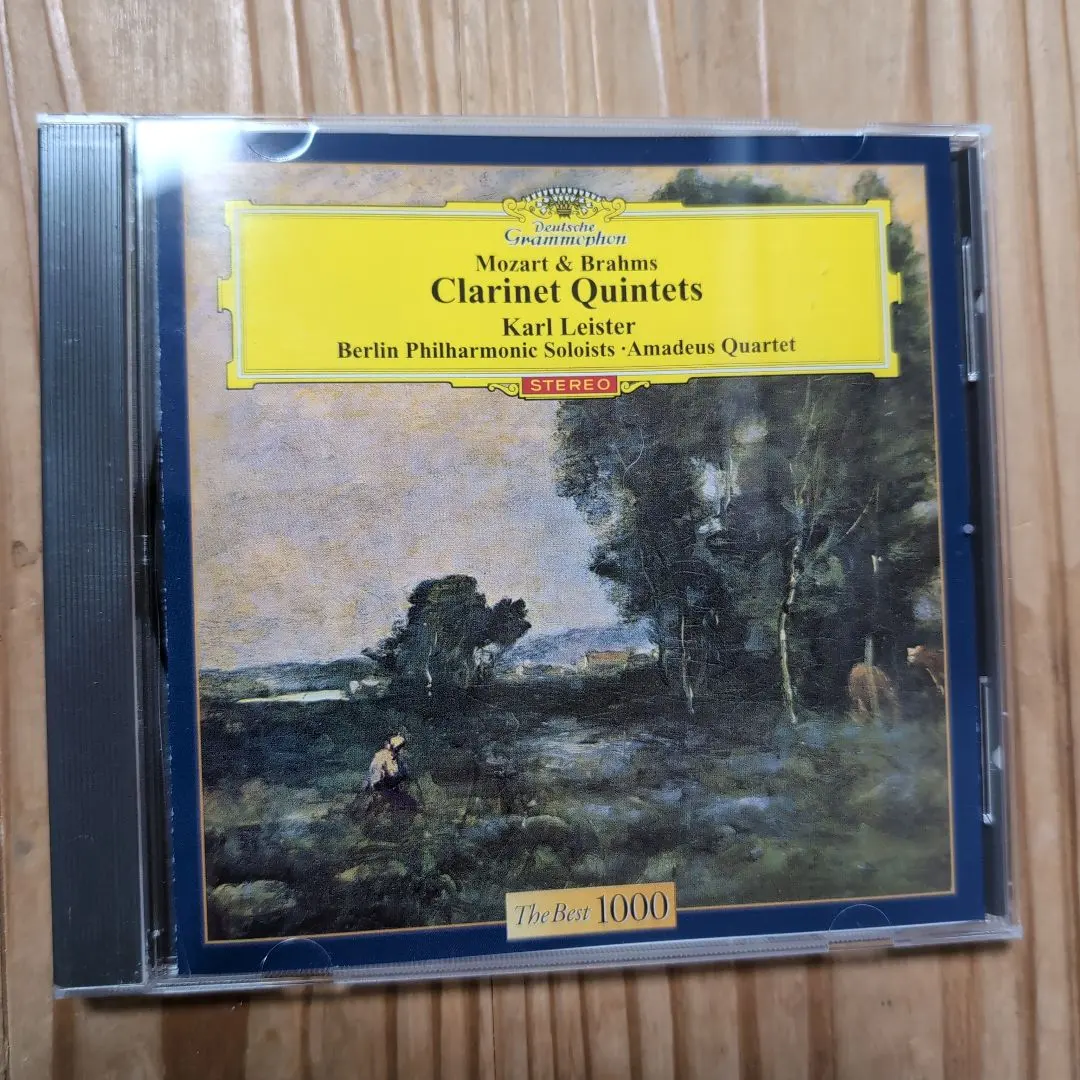 Deutsche
Grammophon
Mozart & Brahms
Clarinet Quintets
Karl Leister
Berlin Philharmonic Soloists · Amadeus Quartet
STEREO
The Best 1000